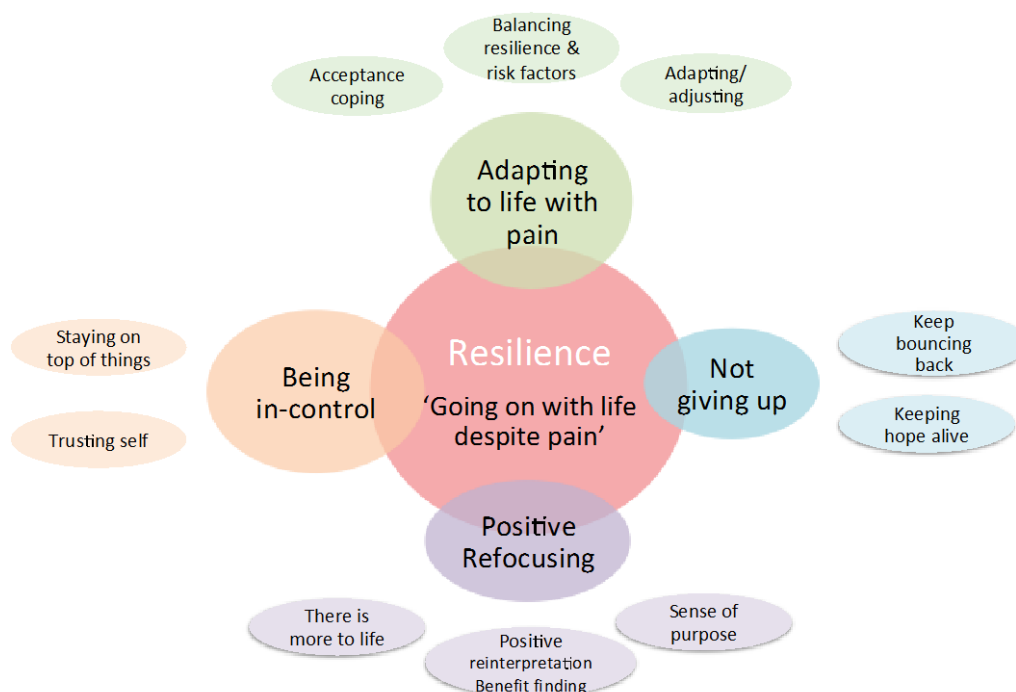 Balancing
resilience &
risk factors
Acceptance
coping
Adapting/
adjusting
Adapting
to life with
pain
Staying on
top of things
Trusting self
Being
in-control
Resilience
‘Going on with life
despite pain’
Not
giving up
Keep
bouncing
back
Keeping
hope alive
Positive
Refocusing
There is
more to life
Positive
reinterpretation
Benefit finding
Sense of
purpose